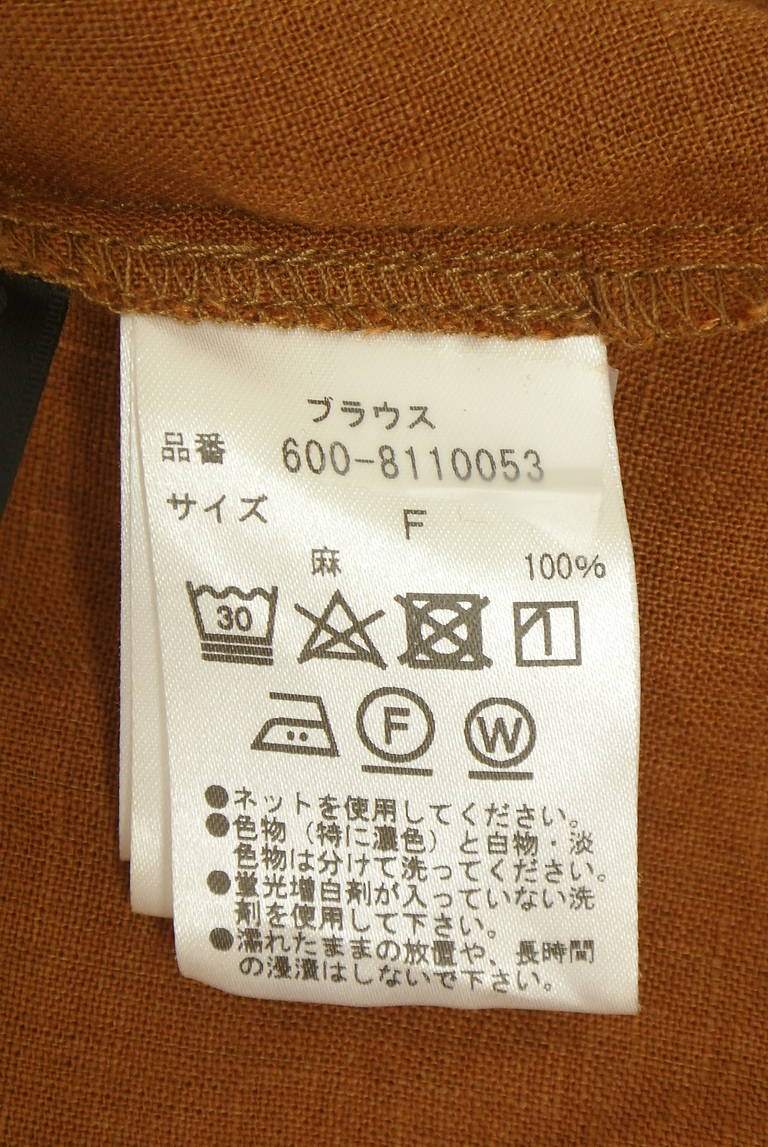 ブラウス
品番 600-8110053
サイズ F
麻 100%
30
F W
●ネットを使用してください。
●色物（特に濃色）と白物・淡
色物は分けて洗ってください。
●蛍光増白剤が入っていない洗
剤を使用して下さい。
●濡れたままの放置や、長時間
の浸漬はしないで下さい。